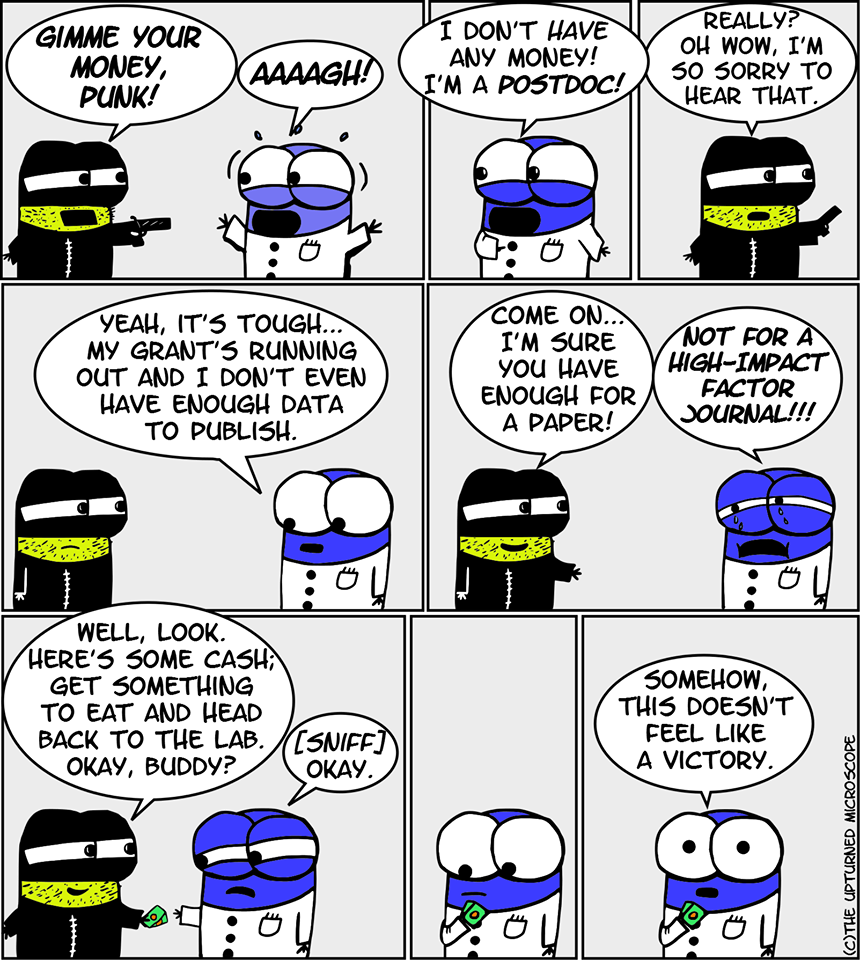 GIMME YOUR
MONEY,
PUNK!
AAAAGH!
I DON'T HAVE
ANY MONEY!
I'M A POSTDOC!
REALLY?
OH WOW, I'M
SO SORRY TO
HEAR THAT.
YEAH, IT'S TOUGH...
MY GRANT'S RUNNING
OUT AND I DON'T EVEN
HAVE ENOUGH DATA
TO PUBLISH.
COME ON...
I'M SURE
YOU HAVE
ENOUGH FOR
A PAPER!
NOT FOR A
HIGH-IMPACT
FACTOR
JOURNAL!!!
WELL, LOOK.
HERE'S SOME CASH;
GET SOMETHING
TO EAT AND HEAD
BACK TO THE LAB.
OKAY, BUDDY?
[SNIFF]
OKAY.
SOMEHOW,
THIS DOESN'T
FEEL LIKE
A VICTORY.
(C)THE UPTURNED MICROSCOPE